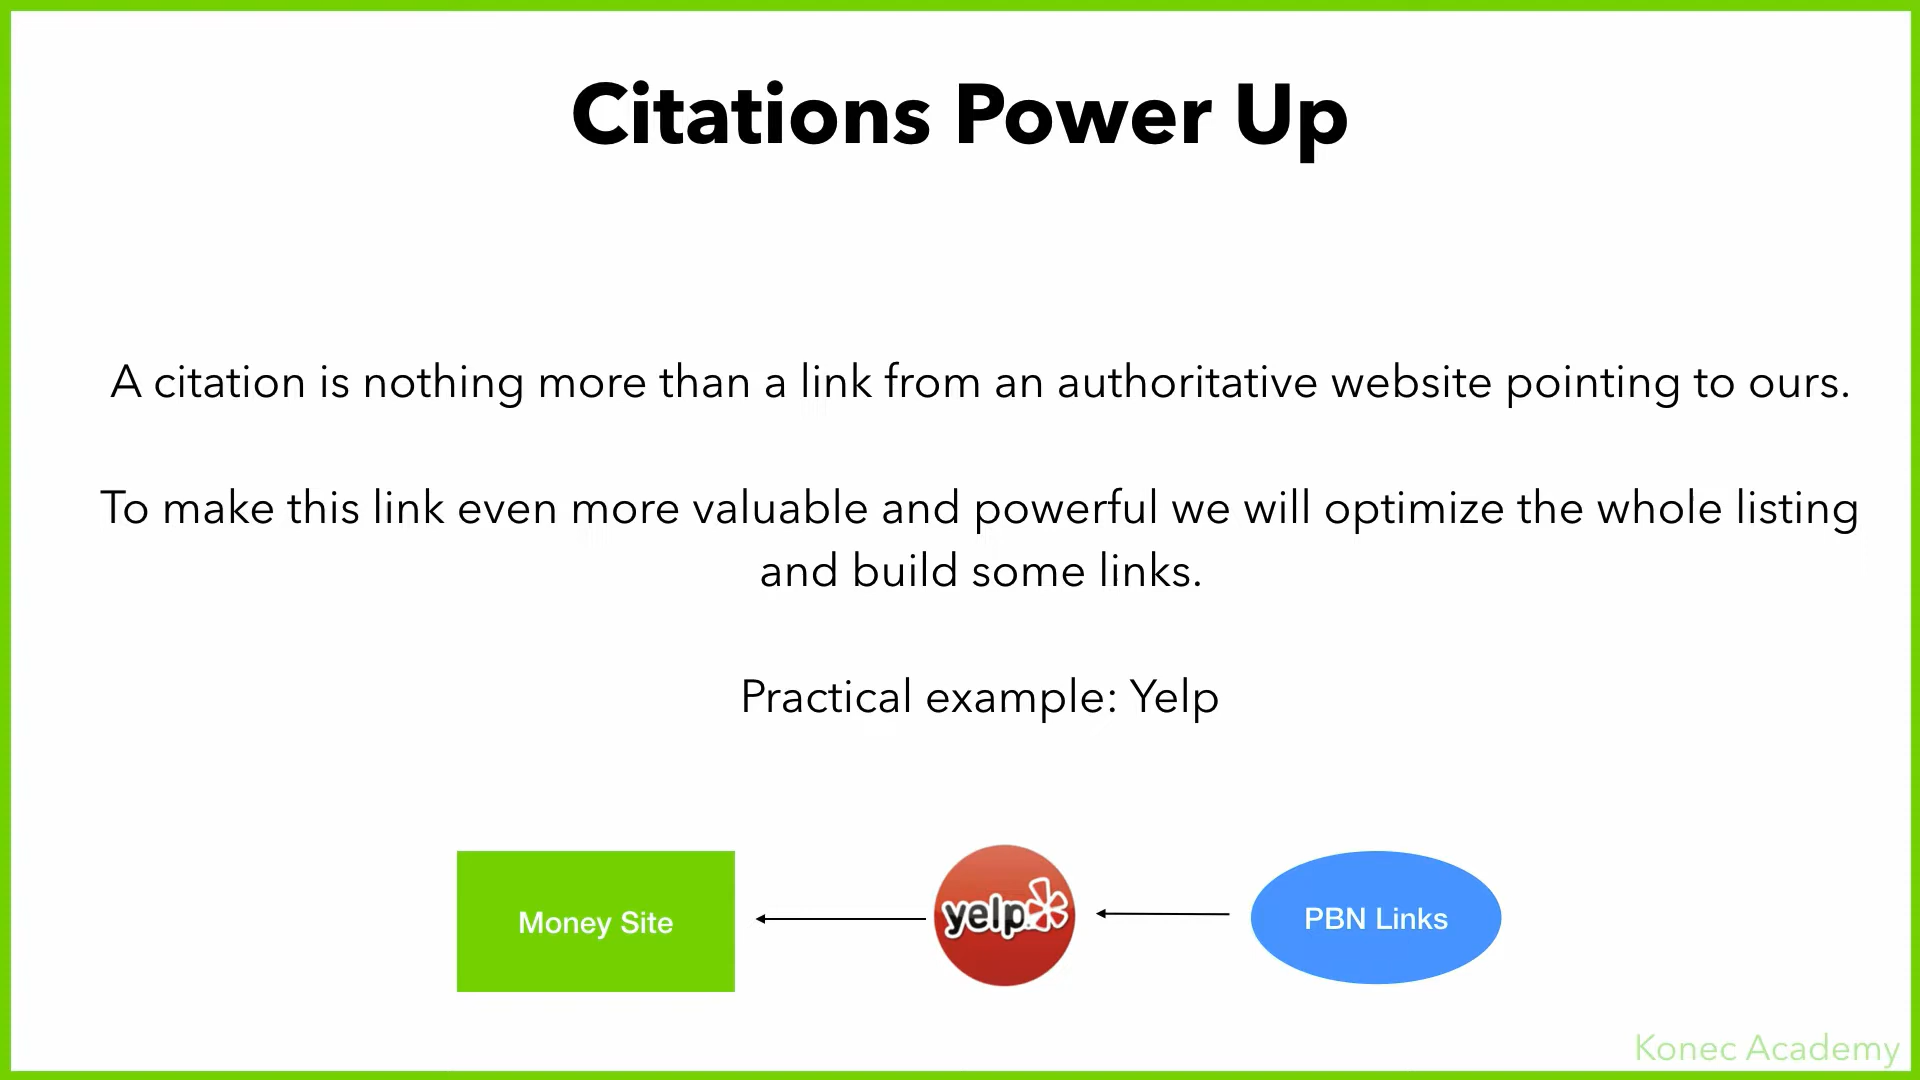 Citations Power Up
A citation is nothing more than a link from an authoritative website pointing to ours.
To make this link even more valuable and powerful we will optimize the whole listing
and build some links.
Practical example: Yelp
Money Site
yelp
PBN Links
Konec Academy